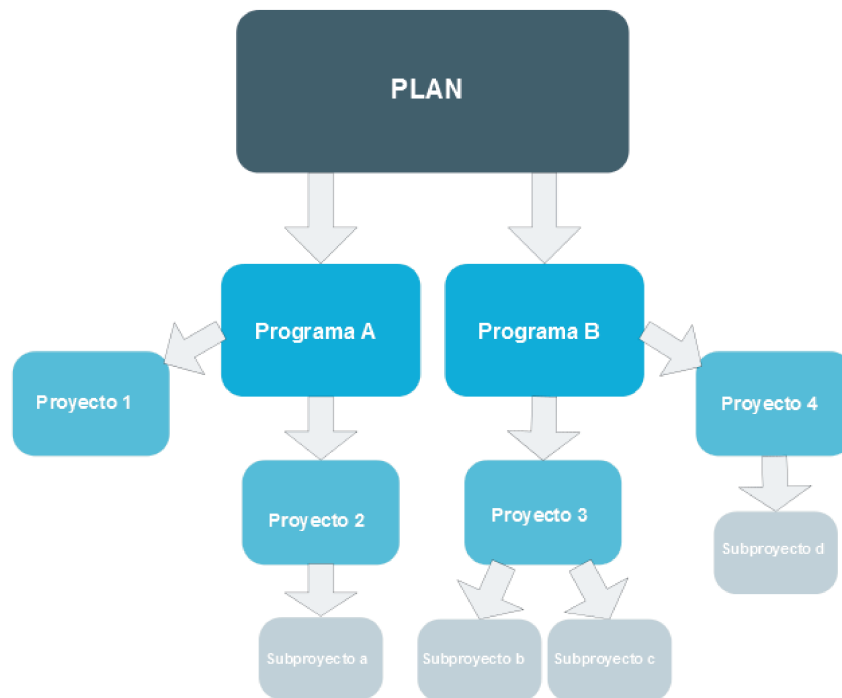 PLAN
Programa A
Programa B
Proyecto 1
Proyecto 4
Proyecto 2
Proyecto 3
Subproyecto d
Subproyecto a
Subproyecto b
Subproyecto c